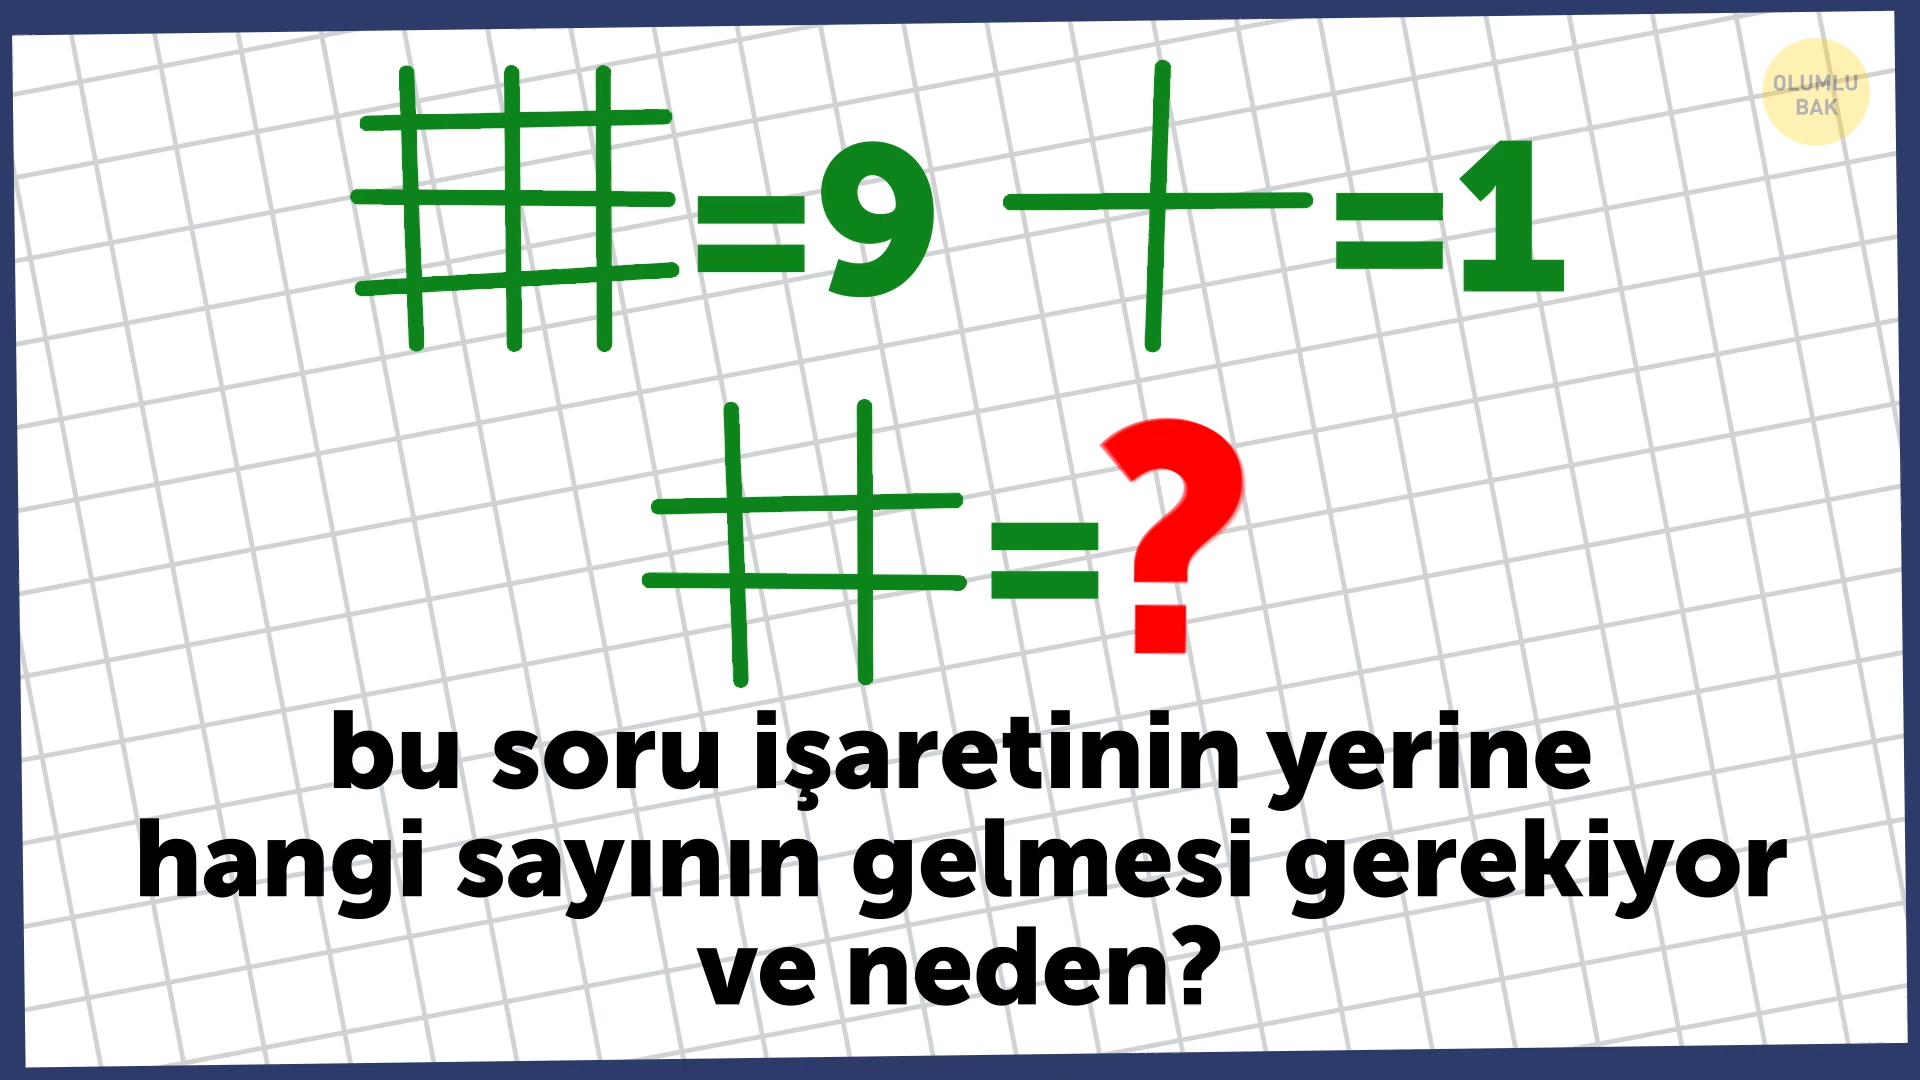 =9 =1
OLUMLU
BAK
=?
bu soru işaretinin yerine
hangi sayının gelmesi gerekiyor
ve neden?